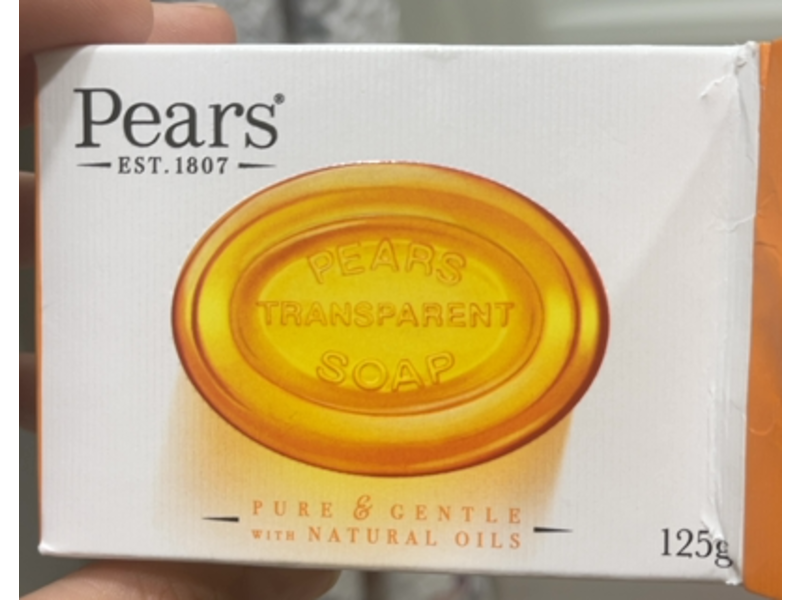 Pears®
EST. 1807
PEARS
TRANSPARENT
SOAP
PURE & GENTLE
WITH NATURAL OILS
125g